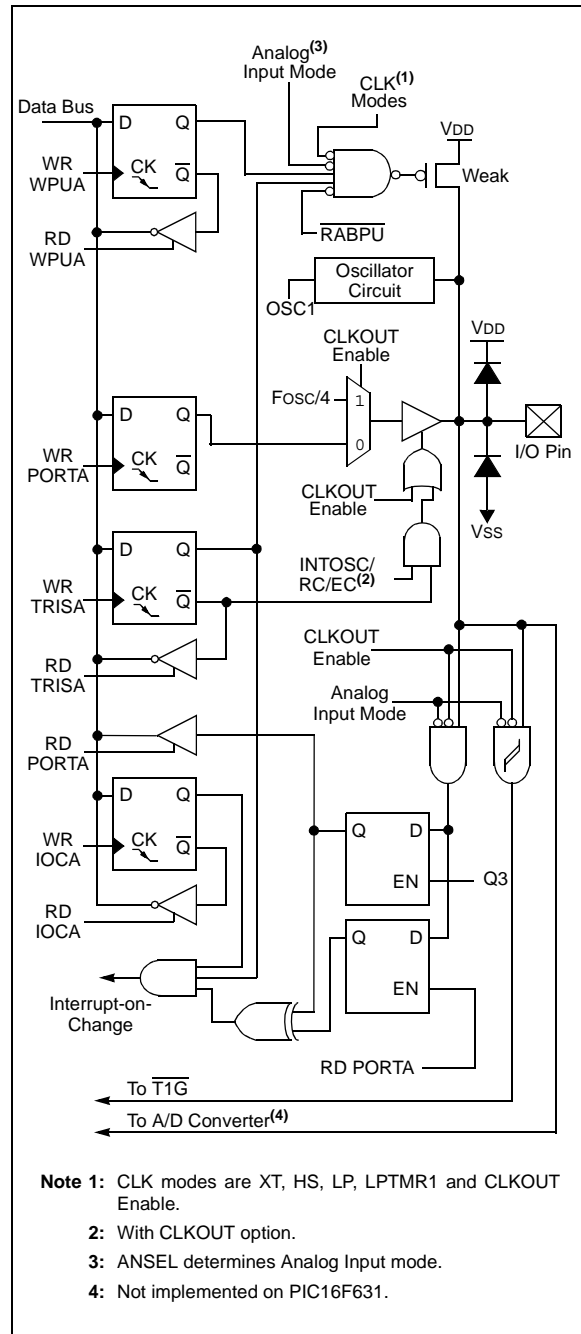 Analog(3)
Input Mode
CLK(1)
Modes
Data Bus
VDD
D Q
WR
WPUA
CK Q
Weak
RD
WPUA
RABPU
Oscillator
Circuit
OSC1
CLKOUT
Enable
VDD
FOSC/4
1
0
D Q
WR
PORTA
CK Q
I/O Pin
CLKOUT
Enable
VSS
D Q
WR
TRISA
CK Q
INTOSC/
RC/EC(2)
RD
TRISA
CLKOUT
Enable
Analog
Input Mode
RD
PORTA
D Q
WR
IOCA
CK Q
Q D
EN
Q3
RD
IOCA
Q D
EN
Interrupt-on-
Change
RD PORTA
To T1G
To A/D Converter(4)
Note 1: CLK modes are XT, HS, LP, LPTMR1 and CLKOUT
Enable.
2: With CLKOUT option.
3: ANSEL determines Analog Input mode.
4: Not implemented on PIC16F631.